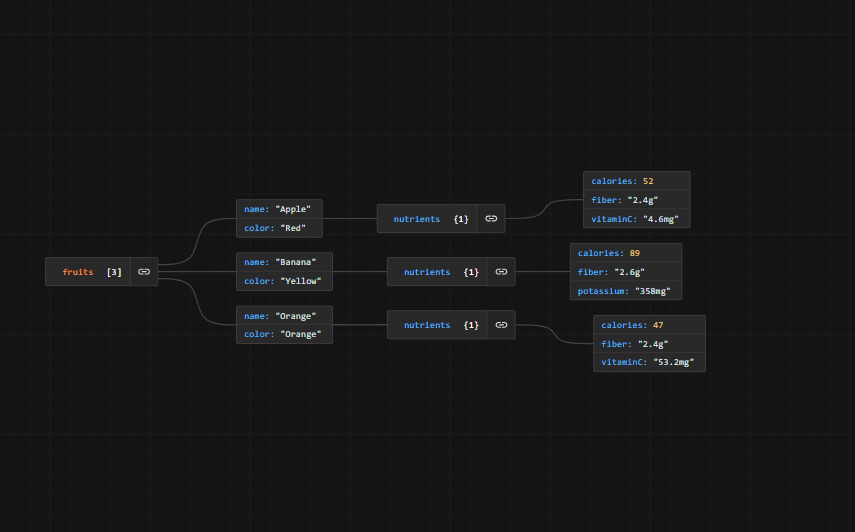 fruits [3]
name: "Apple"
color: "Red"
nutrients {1}
calories: 52
fiber: "2.4g"
vitaminC: "4.6mg"
name: "Banana"
color: "Yellow"
nutrients {1}
calories: 89
fiber: "2.6g"
potassium: "358mg"
name: "Orange"
color: "Orange"
nutrients {1}
calories: 47
fiber: "2.4g"
vitaminC: "53.2mg"